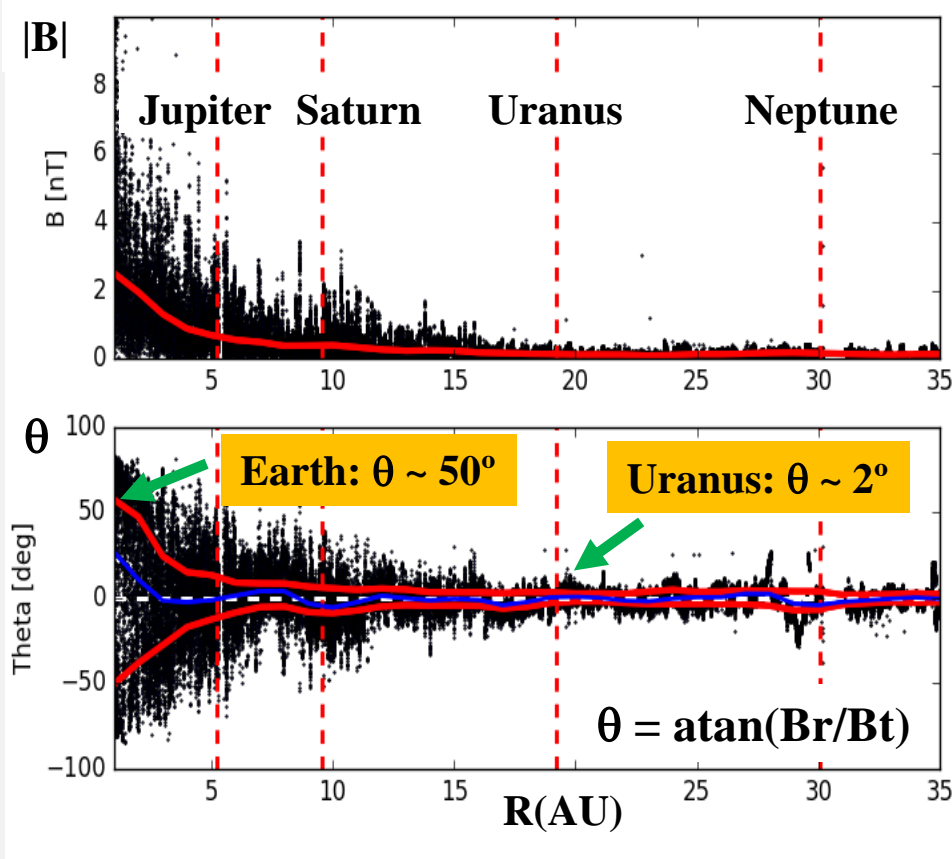 |B|
B [nT]
8
6
4
2
0
Jupiter Saturn Uranus Neptune
5 10 15 20 25 30 35
θ
Theta [deg]
100
50
0
−50
−100
Earth: θ ~ 50º
Uranus: θ ~ 2º
θ = atan(Br/Bt)
5 10 15 25 30 35
R(AU)